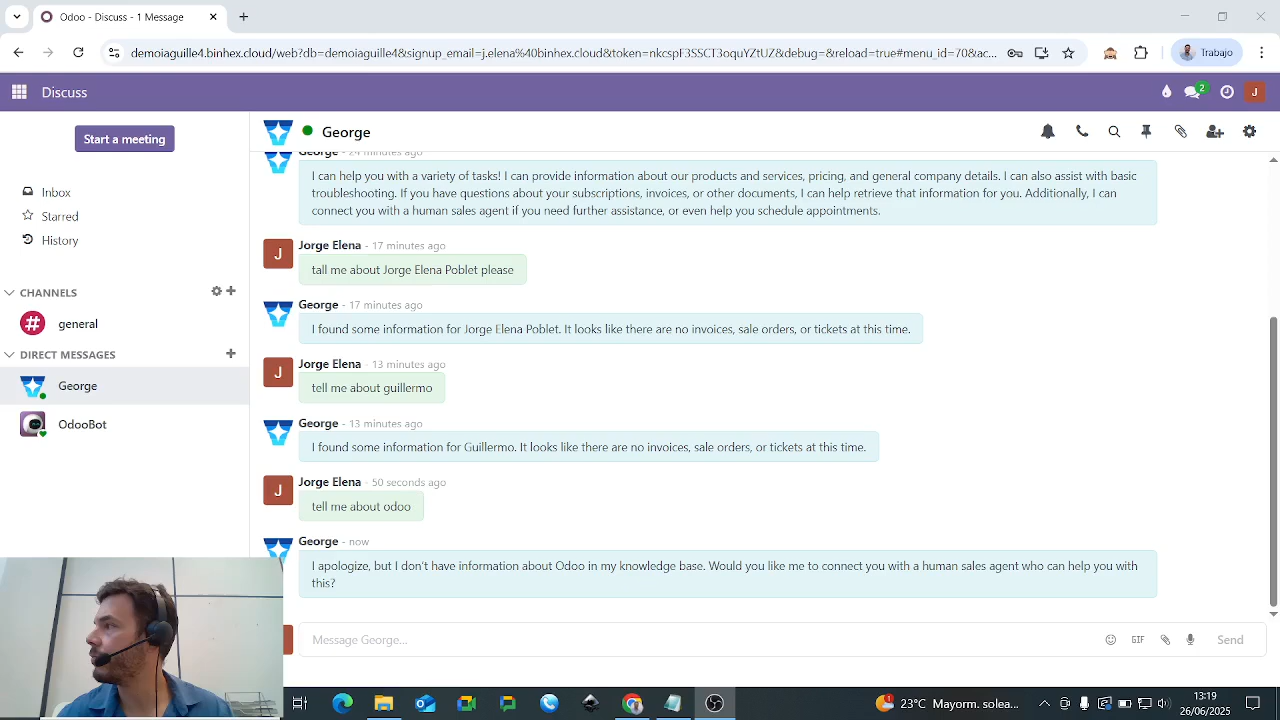 Odoo - Discuss - 1 Message
demoiaguille4.binhex.cloud/web?db=demoiaguille4&signup_email=j.elena%40binhex.cloud&token=nkcspt3SSCT3oquYZtUZ&debug=&reload=true#menu_id=70&ac...
Trabajo
Discuss
2
J
Start a meeting
Inbox
Starred
History
CHANNELS
general
DIRECT MESSAGES
George
OdooBot
George
George - 24 minutes ago
I can help you with a variety of tasks! I can provide information about our products and services, pricing, and general company details. I can also assist with basic
troubleshooting. If you have questions about your subscriptions, invoices, or other documents, I can help retrieve that information for you. Additionally, I can
connect you with a human sales agent if you need further assistance, or even help you schedule appointments.
J
Jorge Elena - 17 minutes ago
tall me about Jorge Elena Poblet please
George - 17 minutes ago
I found some information for Jorge Elena Poblet. It looks like there are no invoices, sale orders, or tickets at this time.
J
Jorge Elena - 13 minutes ago
tell me about guillermo
George - 13 minutes ago
I found some information for Guillermo. It looks like there are no invoices, sale orders, or tickets at this time.
J
Jorge Elena - 50 seconds ago
tell me about odoo
George - now
I apologize, but I don't have information about Odoo in my knowledge base. Would you like me to connect you with a human sales agent who can help you with
this?
Message George...
GIF
Send
1
23°C Mayorm. solea...
13:19
26/06/2025